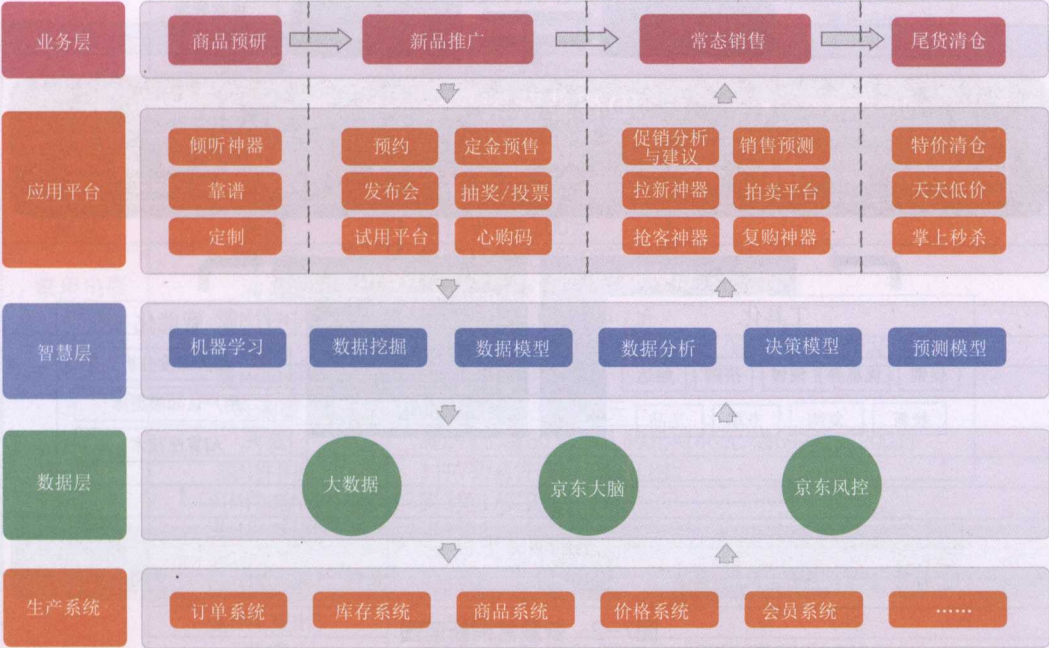 业务层
商品预研
新品推广
常态销售
尾货清仓
应用平台
倾听神器
预约
定金预售
促销分析
与建议
销售预测
特价清仓
靠谱
发布会
抽奖/投票
拉新神器
拍卖平台
天天低价
定制
试用平台
心购码
抢客神器
复购神器
掌上秒杀
智慧层
机器学习
数据挖掘
数据模型
数据分析
决策模型
预测模型
数据层
大数据
京东大脑
京东风控
生产系统
订单系统
库存系统
商品系统
价格系统
会员系统
……